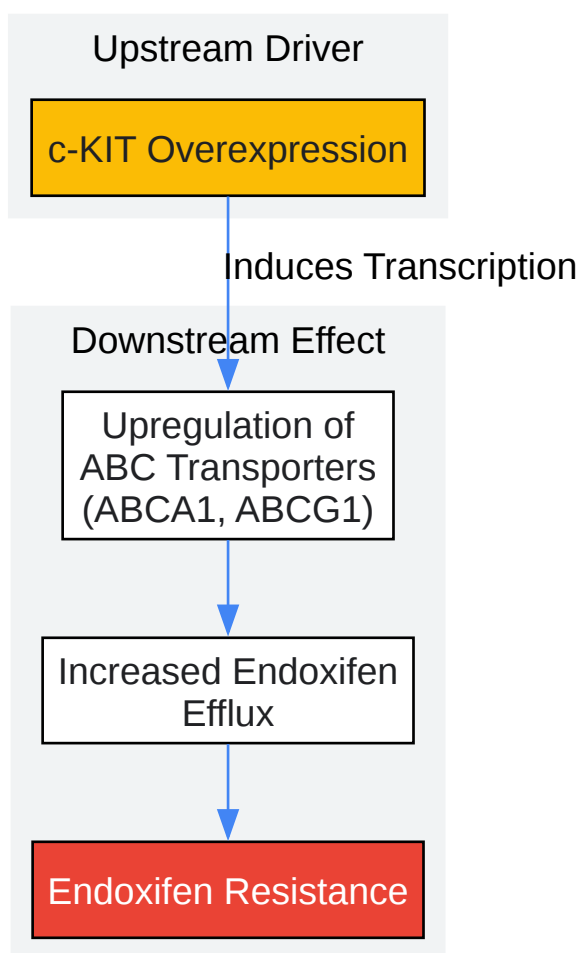 Upstream Driver
c-KIT Overexpression
Induces Transcription
Downstream Effect
Upregulation of
ABC Transporters
(ABCA1, ABCG1)
Increased Endoxifen
Efflux
Endoxifen Resistance